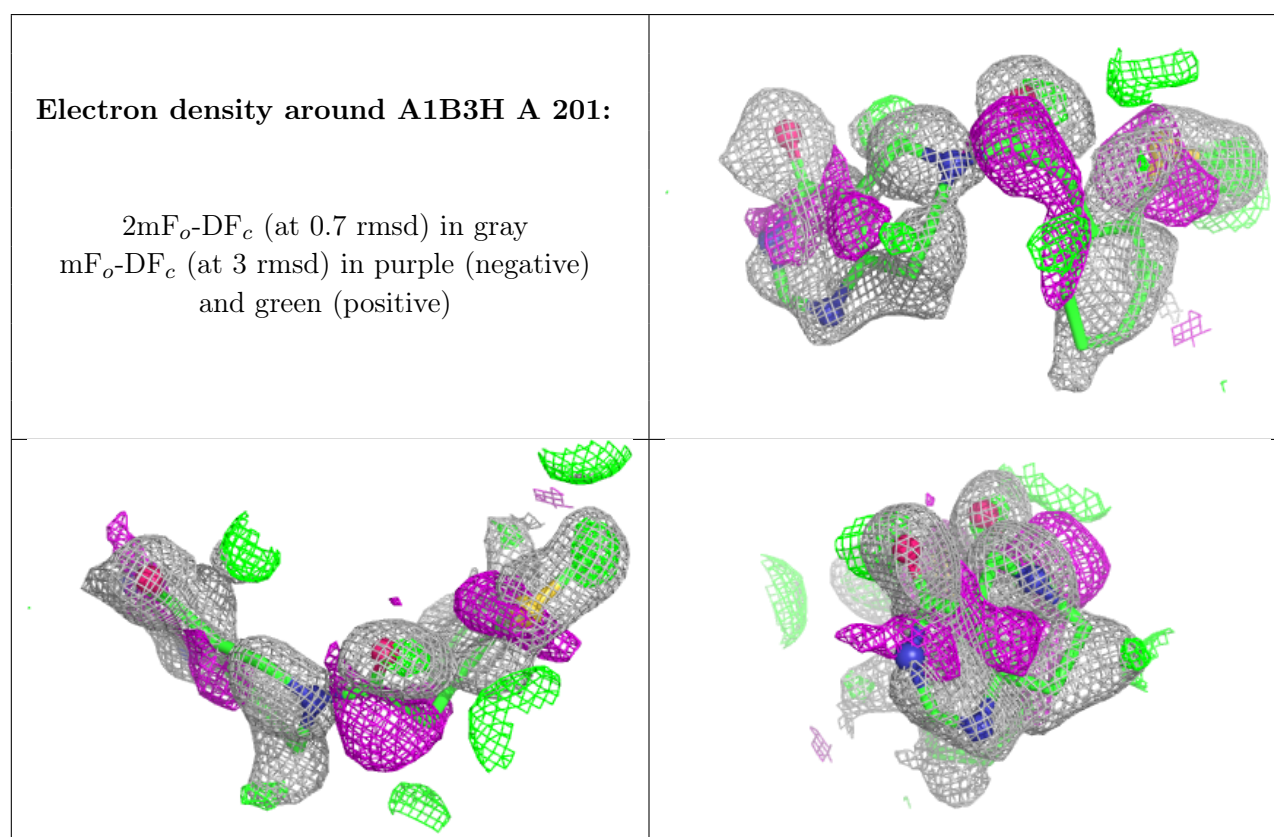 Electron density around A1B3H A 201:
2mFo-DFc (at 0.7 rmsd) in gray
mFo-DFc (at 3 rmsd) in purple (negative)
and green (positive)